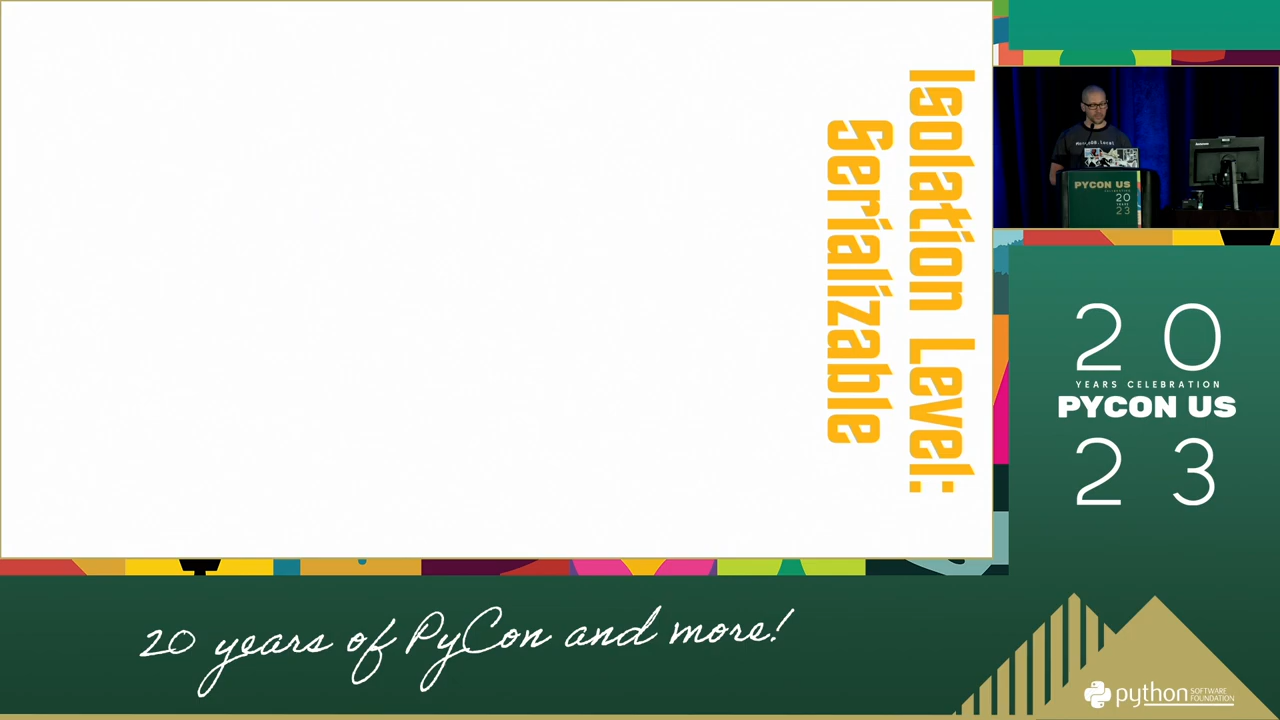 Isolation Level:
Serializable
PYCON US
20
23
20
YEARS CELEBRATION
PYCON US
23
20 years of PyCon and more!
python SOFTWARE
FOUNDATION